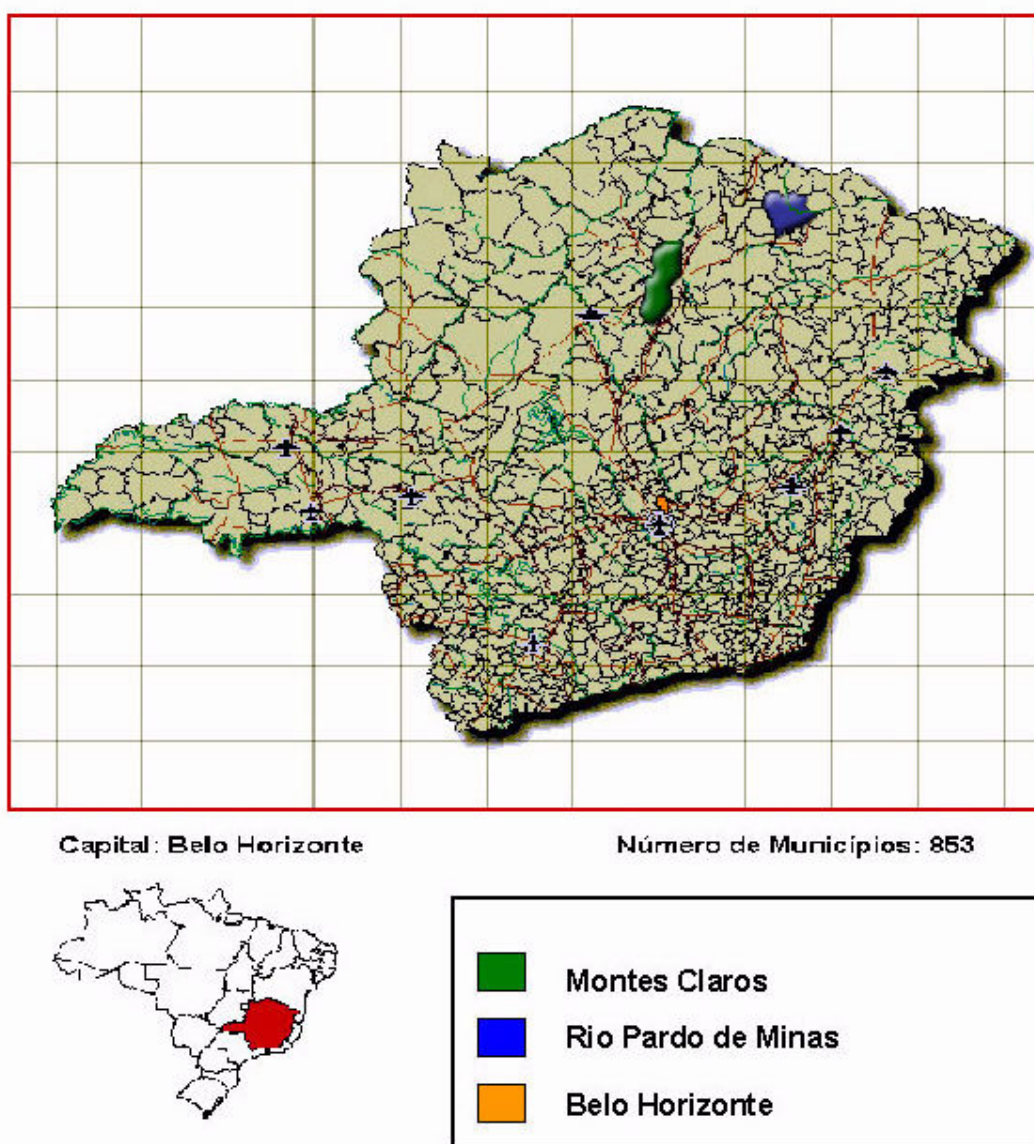 Capital: Belo Horizonte
Número de Municípios: 853
Montes Claros
Rio Pardo de Minas
Belo Horizonte